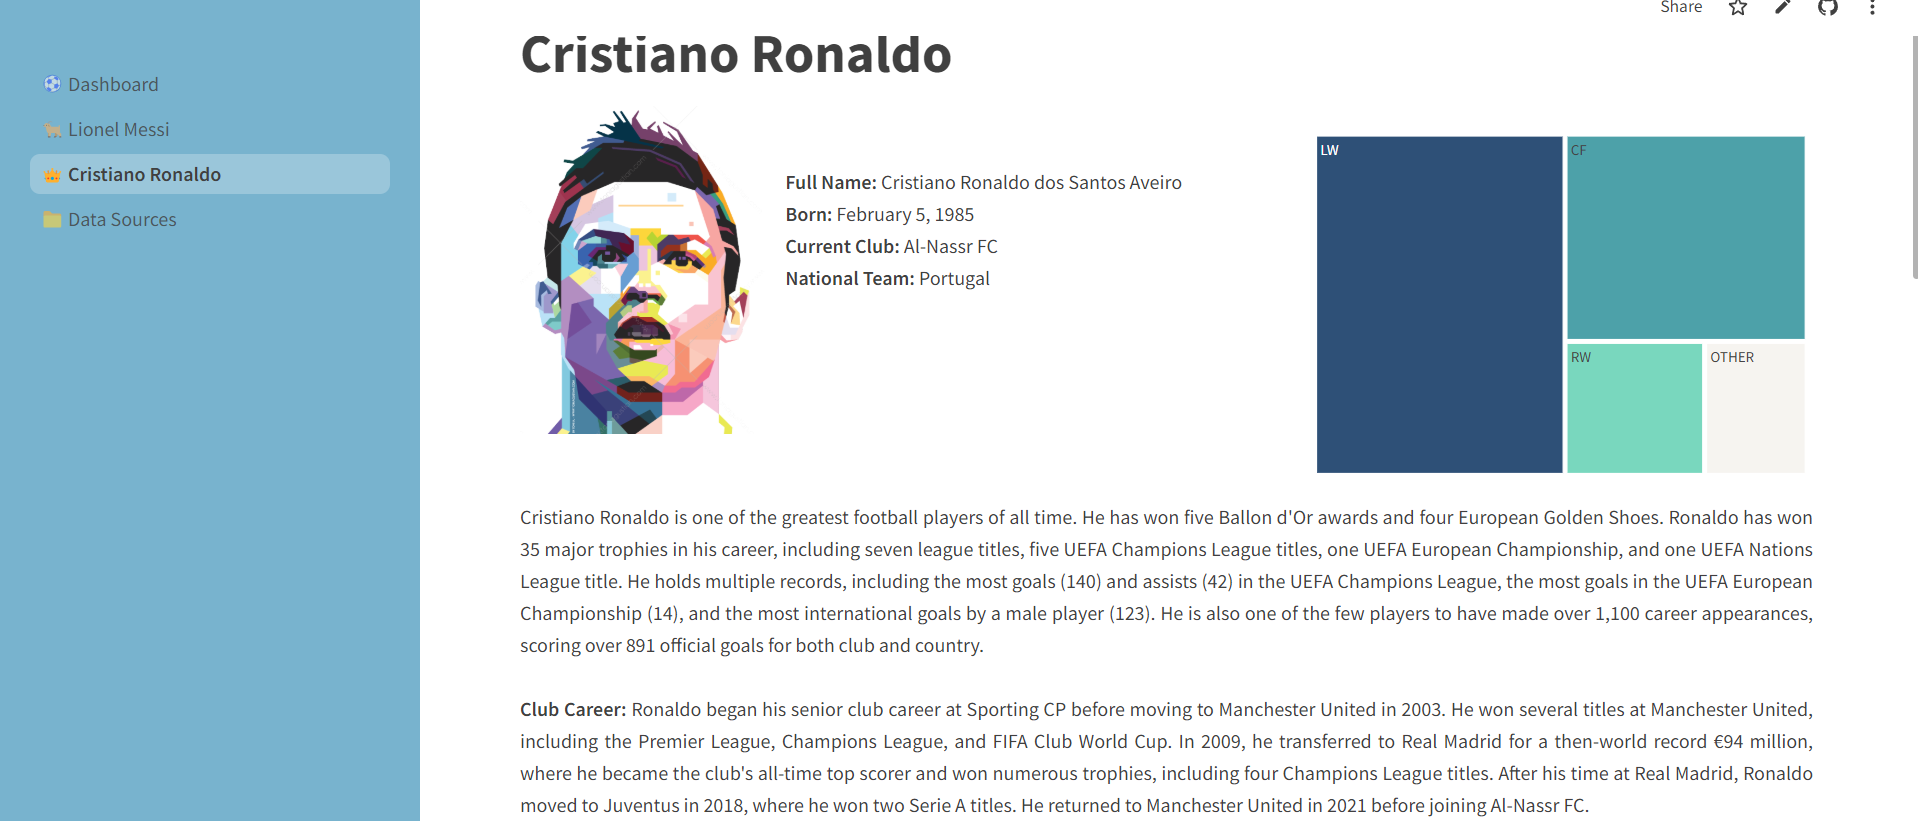 Share
Dashboard
Lionel Messi
Cristiano Ronaldo
Data Sources
Cristiano Ronaldo
Full Name: Cristiano Ronaldo dos Santos Aveiro
Born: February 5, 1985
Current Club: Al-Nassr FC
National Team: Portugal
LW
CF
RW
OTHER
Cristiano Ronaldo is one of the greatest football players of all time. He has won five Ballon d'Or awards and four European Golden Shoes. Ronaldo has won
35 major trophies in his career, including seven league titles, five UEFA Champions League titles, one UEFA European Championship, and one UEFA Nations
League title. He holds multiple records, including the most goals (140) and assists (42) in the UEFA Champions League, the most goals in the UEFA European
Championship (14), and the most international goals by a male player (123). He is also one of the few players to have made over 1,100 career appearances,
scoring over 891 official goals for both club and country.
Club Career: Ronaldo began his senior club career at Sporting CP before moving to Manchester United in 2003. He won several titles at Manchester United,
including the Premier League, Champions League, and FIFA Club World Cup. In 2009, he transferred to Real Madrid for a then-world record €94 million,
where he became the club's all-time top scorer and won numerous trophies, including four Champions League titles. After his time at Real Madrid, Ronaldo
moved to Juventus in 2018, where he won two Serie A titles. He returned to Manchester United in 2021 before joining Al-Nassr FC.